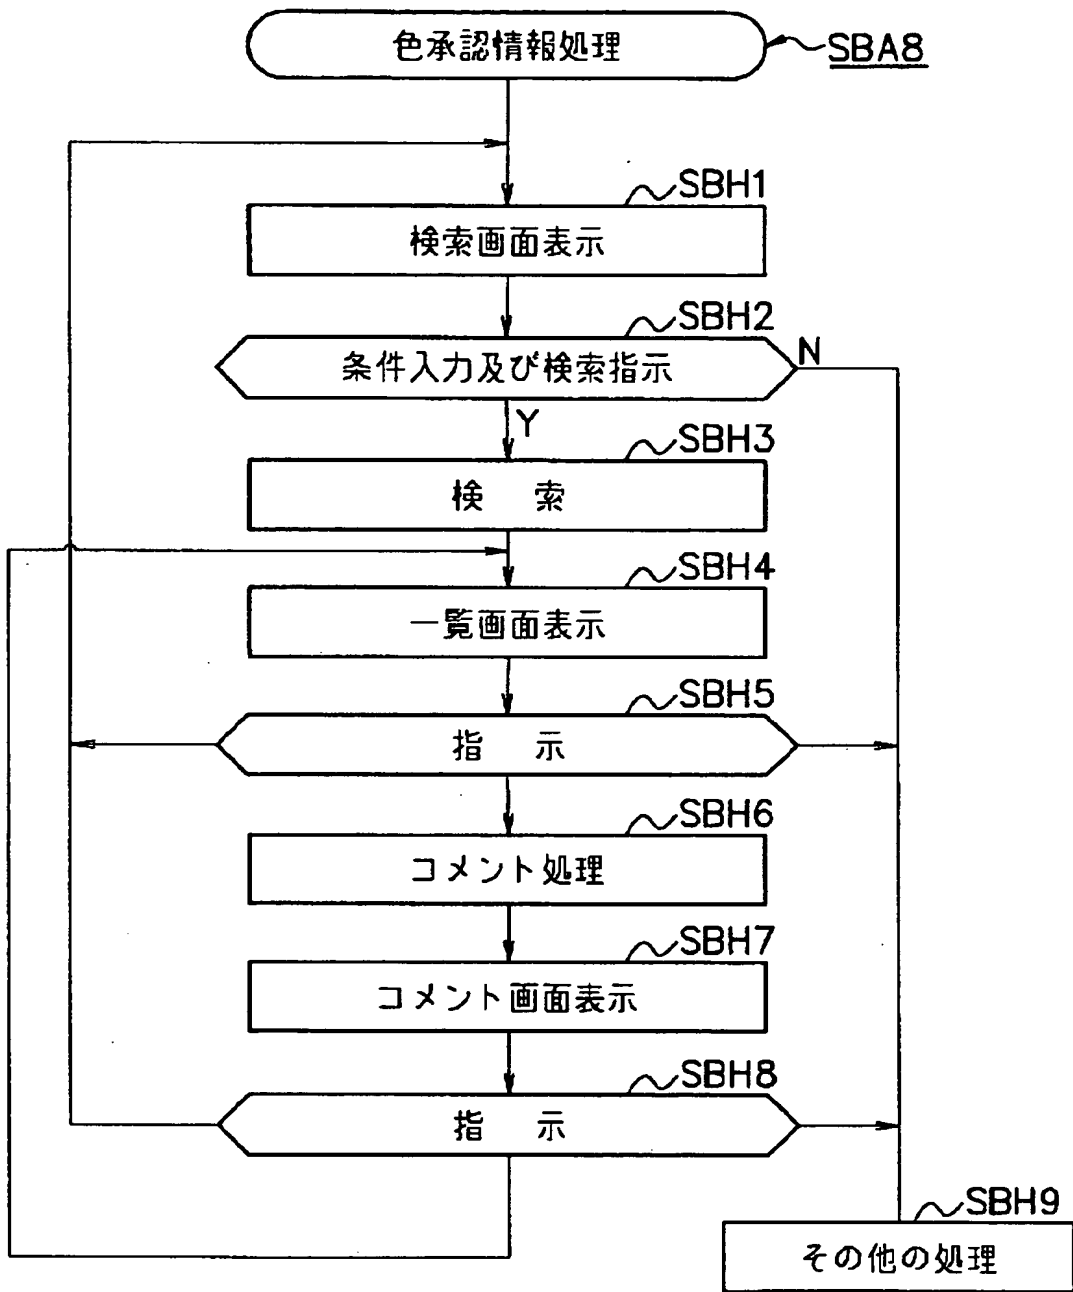 色承認情報処理
SBA8
SBH1
検索画面表示
SBH2
条件入力及び検索指示
N
Y
SBH3
検 索
SBH4
一覧画面表示
SBH5
指 示
SBH6
コメント処理
SBH7
コメント画面表示
SBH8
指 示
SBH9
その他の処理